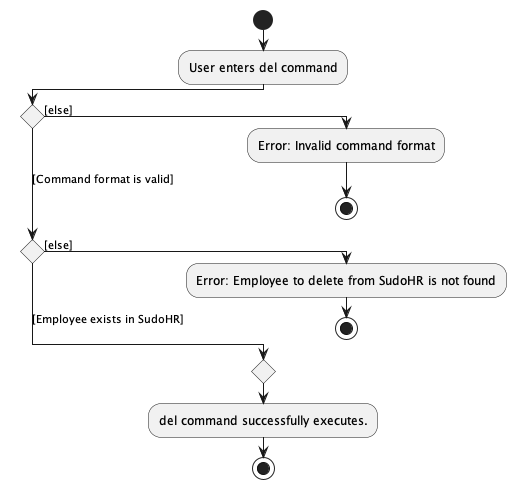 User enters del command
[else]
Error: Invalid command format
[Command format is valid]
[else]
Error: Employee to delete from SudoHR is not found
[Employee exists in SudoHR]
del command successfully executes.